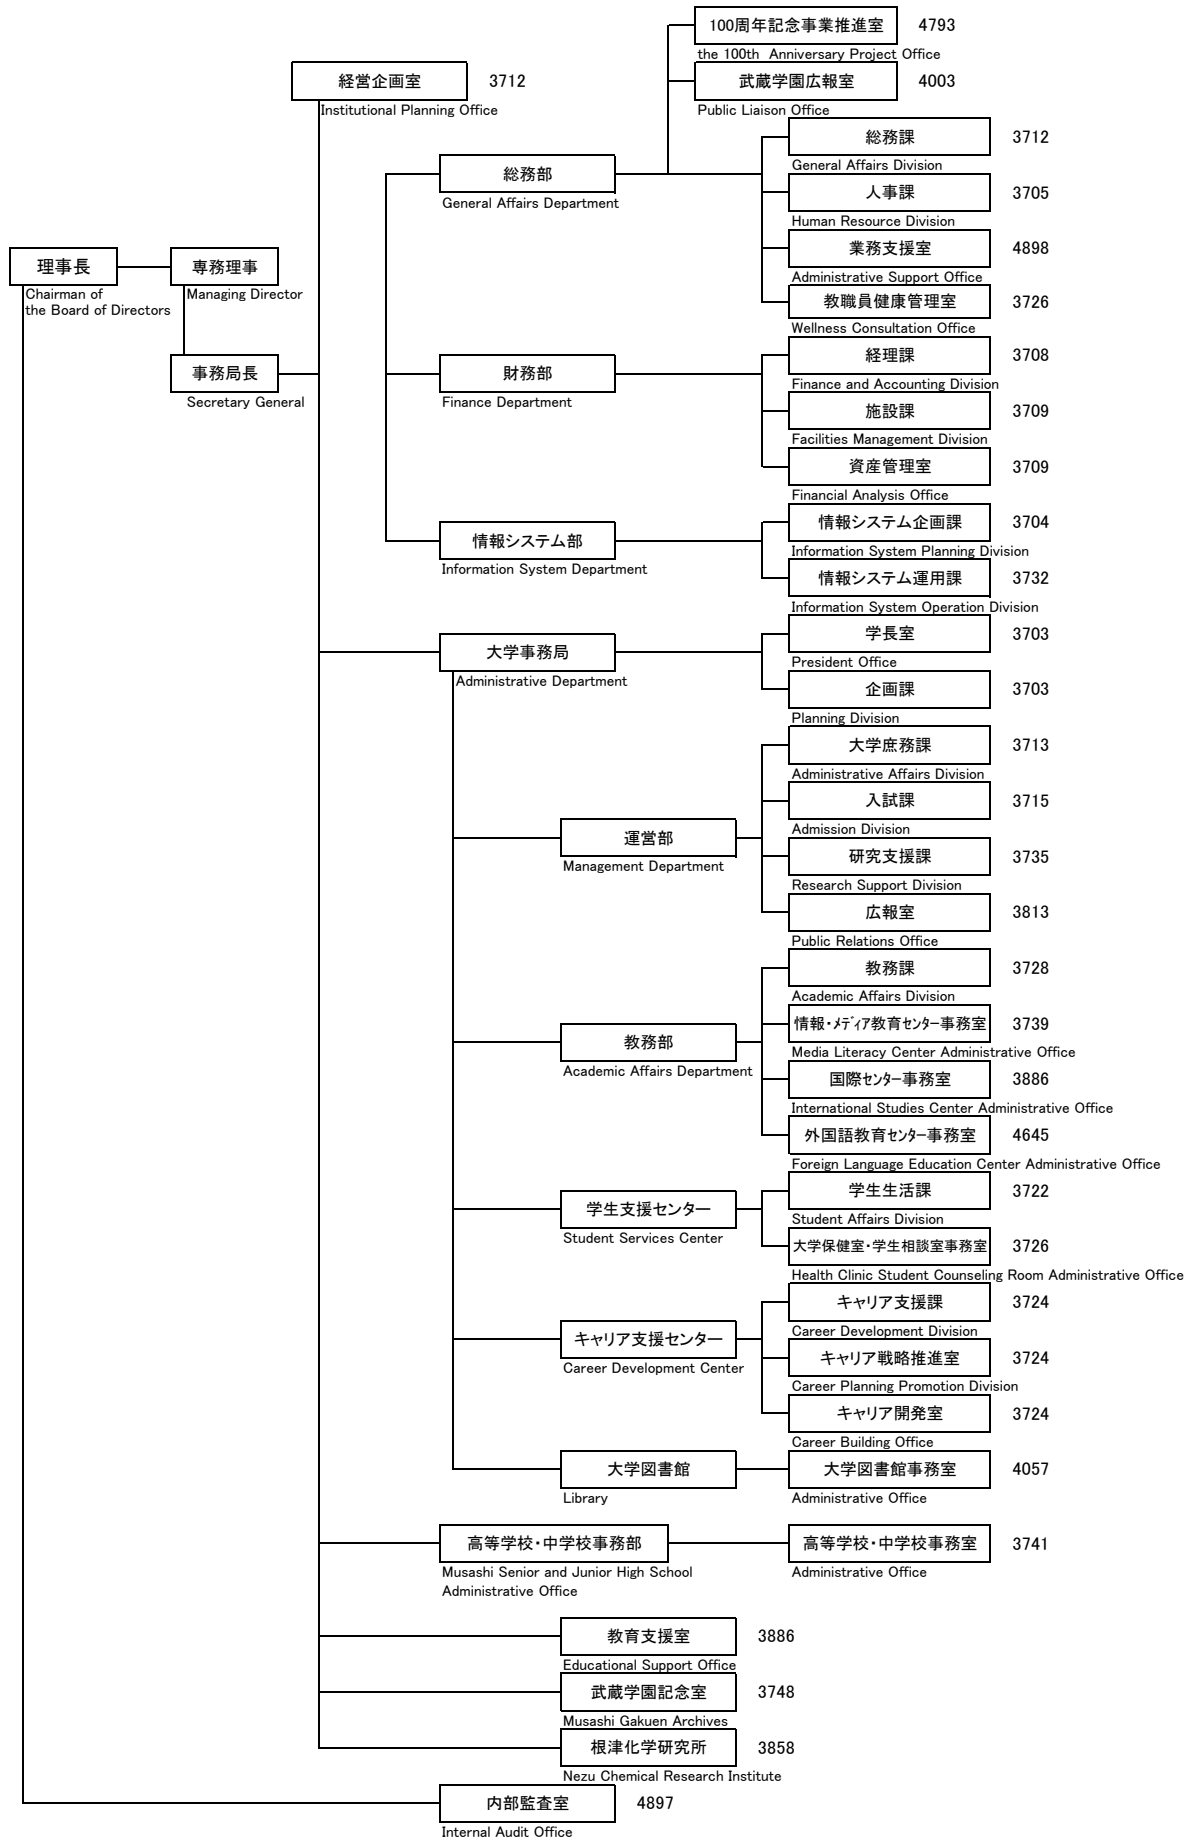 100周年記念事業推進室 4793
the 100th Anniversary Project Office
経営企画室 3712
Institutional Planning Office
武蔵学園広報室 4003
Public Liaison Office
総務課 3712
General Affairs Division
総務部
General Affairs Department
人事課 3705
Human Resource Division
業務支援室 4898
Administrative Support Office
理事長
Chairman of
the Board of Directors
専務理事
Managing Director
教職員健康管理室 3726
Wellness Consultation Office
事務局長
Secretary General
財務部
Finance Department
経理課 3708
Finance and Accounting Division
施設課 3709
Facilities Management Division
資産管理室 3709
Financial Analysis Office
情報システム部
Information System Department
情報システム企画課 3704
Information System Planning Division
情報システム運用課 3732
Information System Operation Division
大学事務局
Administrative Department
学長室 3703
President Office
企画課 3703
Planning Division
大学庶務課 3713
Administrative Affairs Division
入試課 3715
Admission Division
運営部
Management Department
研究支援課 3735
Research Support Division
広報室 3813
Public Relations Office
教務課 3728
Academic Affairs Division
情報・メディア教育センター事務室 3739
Media Literacy Center Administrative Office
教務部
Academic Affairs Department
国際センター事務室 3886
International Studies Center Administrative Office
外国語教育センター事務室 4645
Foreign Language Education Center Administrative Office
学生支援センター
Student Services Center
学生生活課 3722
Student Affairs Division
大学保健室・学生相談室事務室 3726
Health Clinic Student Counseling Room Administrative Office
キャリア支援課 3724
Career Development Division
キャリア支援センター
Career Development Center
キャリア戦略推進室 3724
Career Planning Promotion Division
キャリア開発室 3724
Career Building Office
大学図書館
Library
大学図書館事務室 4057
Administrative Office
高等学校・中学校事務部
Musashi Senior and Junior High School
Administrative Office
高等学校・中学校事務室 3741
Administrative Office
教育支援室 3886
Educational Support Office
武蔵学園記念室 3748
Musashi Gakuen Archives
根津化学研究所 3858
Nezu Chemical Research Institute
内部監査室 4897
Internal Audit Office